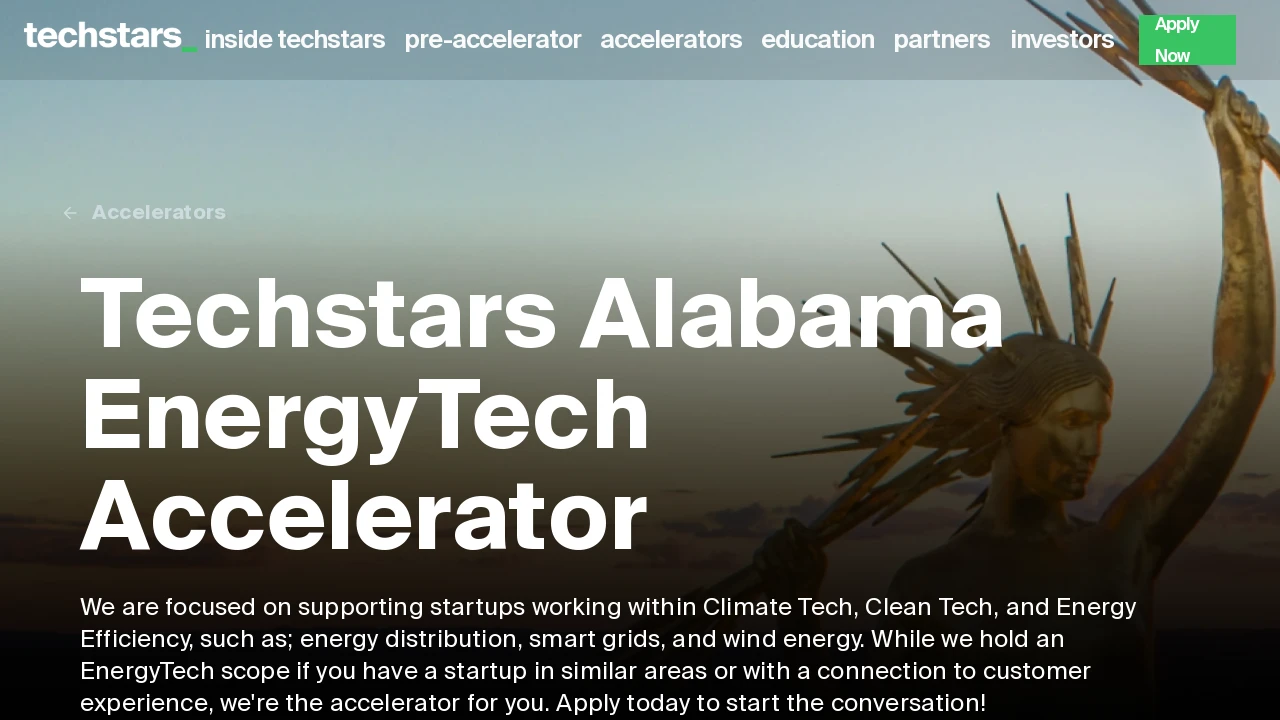 techstars_ inside techstars pre-accelerator accelerators education partners investors Apply
Now
Accelerators
Techstars Alabama
EnergyTech
Accelerator
We are focused on supporting startups working within Climate Tech, Clean Tech, and Energy
Efficiency, such as; energy distribution, smart grids, and wind energy. While we hold an
EnergyTech scope if you have a startup in similar areas or with a connection to customer
experience, we're the accelerator for you. Apply today to start the conversation!